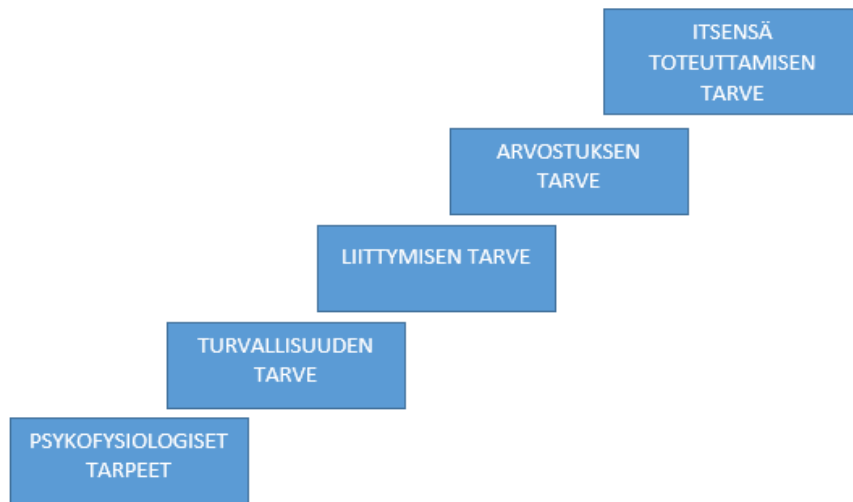 ITSENSÄ
TOTEUTTAMISEN
TARVE
ARVOSTUKSEN
TARVE
LIITTYMISEN TARVE
TURVALLISUUDEN
TARVE
PSYKOFYSIOLOGISET
TARPEET